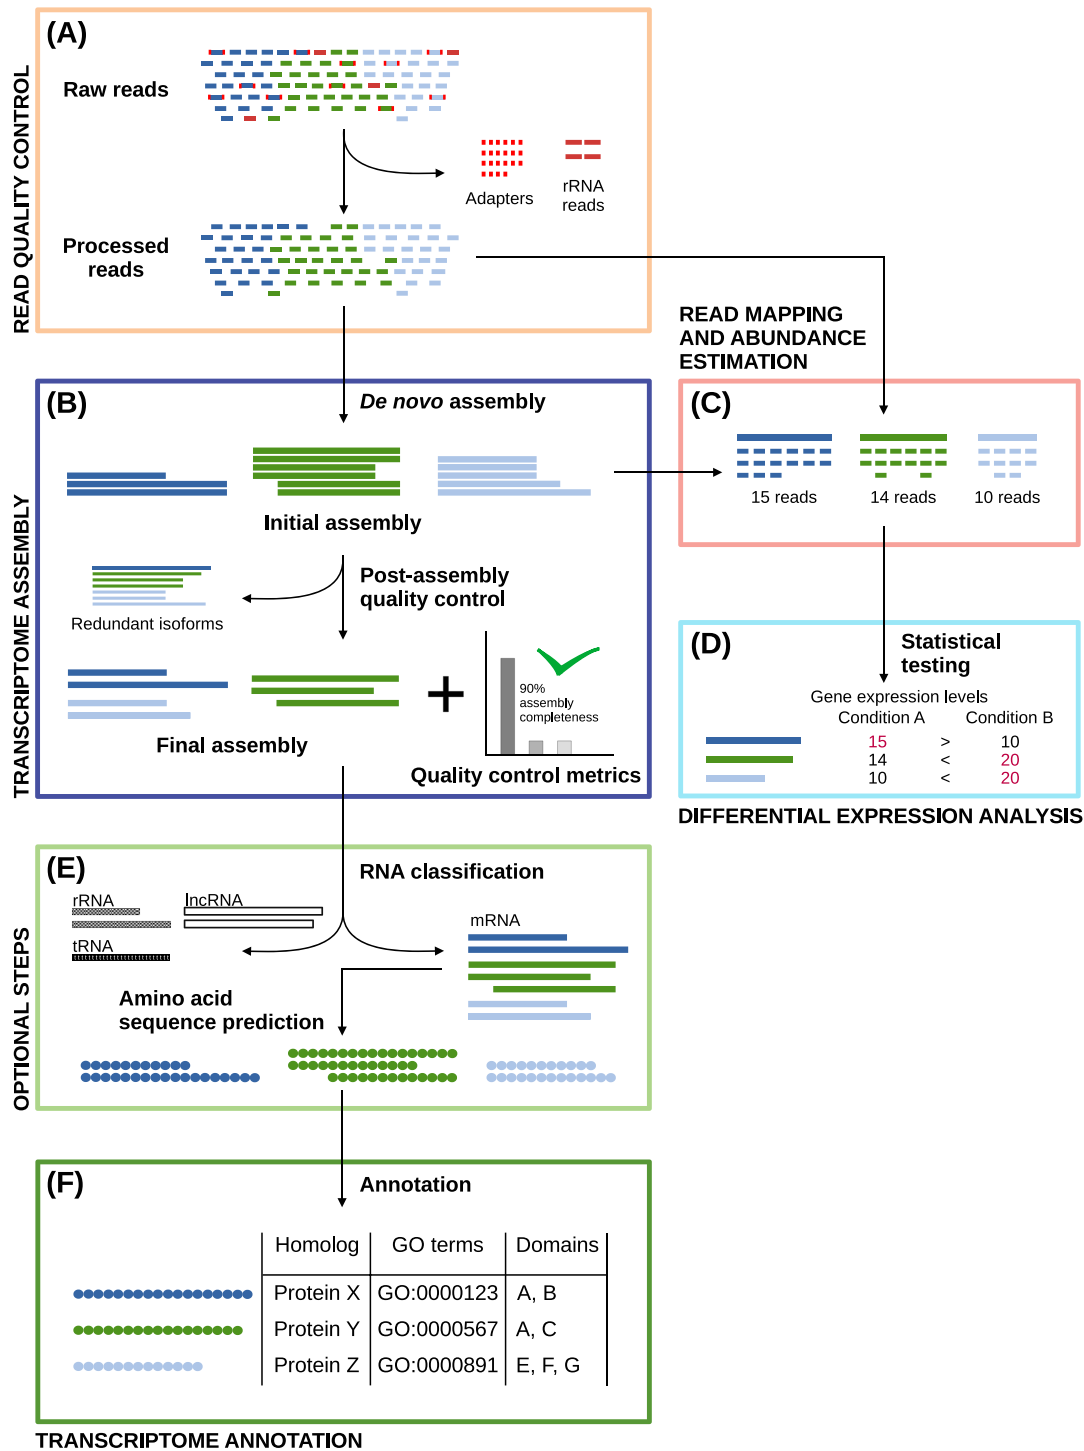 READ QUALITY CONTROL
(A)
Raw reads
Adapters
rRNA
reads
Processed
reads
READ MAPPING
AND ABUNDANCE
ESTIMATION
TRANSCRIPTOME ASSEMBLY
(B)
De novo assembly
Initial assembly
Post-assembly
quality control
Redundant isoforms
90%
assembly
completeness
Final assembly
Quality control metrics
(C)
15 reads
14 reads
10 reads
(D)
Statistical
testing
Gene expression levels
Condition A Condition B
15 > 10
14 < 20
10 < 20
DIFFERENTIAL EXPRESSION ANALYSIS
OPTIONAL STEPS
(E)
RNA classification
rRNA
lncRNA
tRNA
mRNA
Amino acid
sequence prediction
(F)
Annotation
Homolog GO terms Domains
Protein X GO:0000123 A, B
Protein Y GO:0000567 A, C
Protein Z GO:0000891 E, F, G
TRANSCRIPTOME ANNOTATION